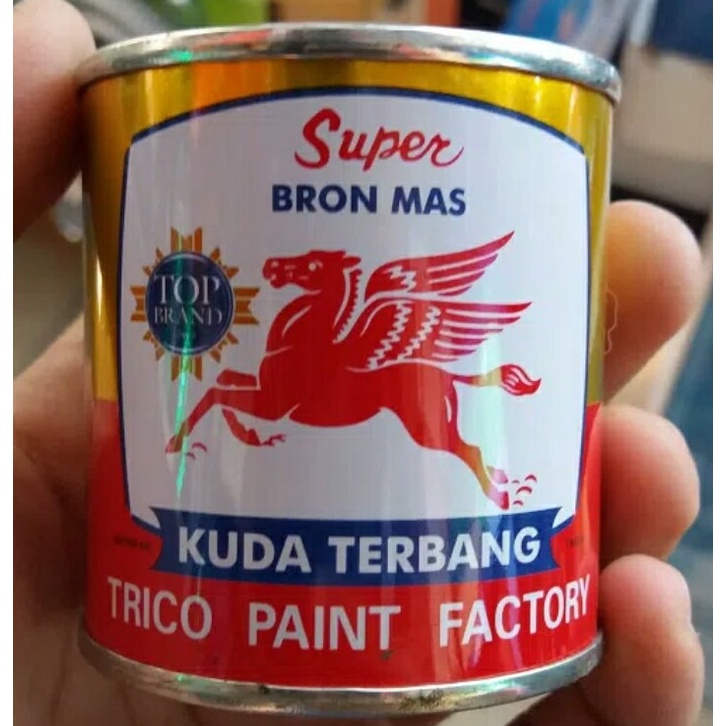 Super
BRON MAS
TOP
BRAND
KUDA TERBANG
TRICO PAINT FACTORY